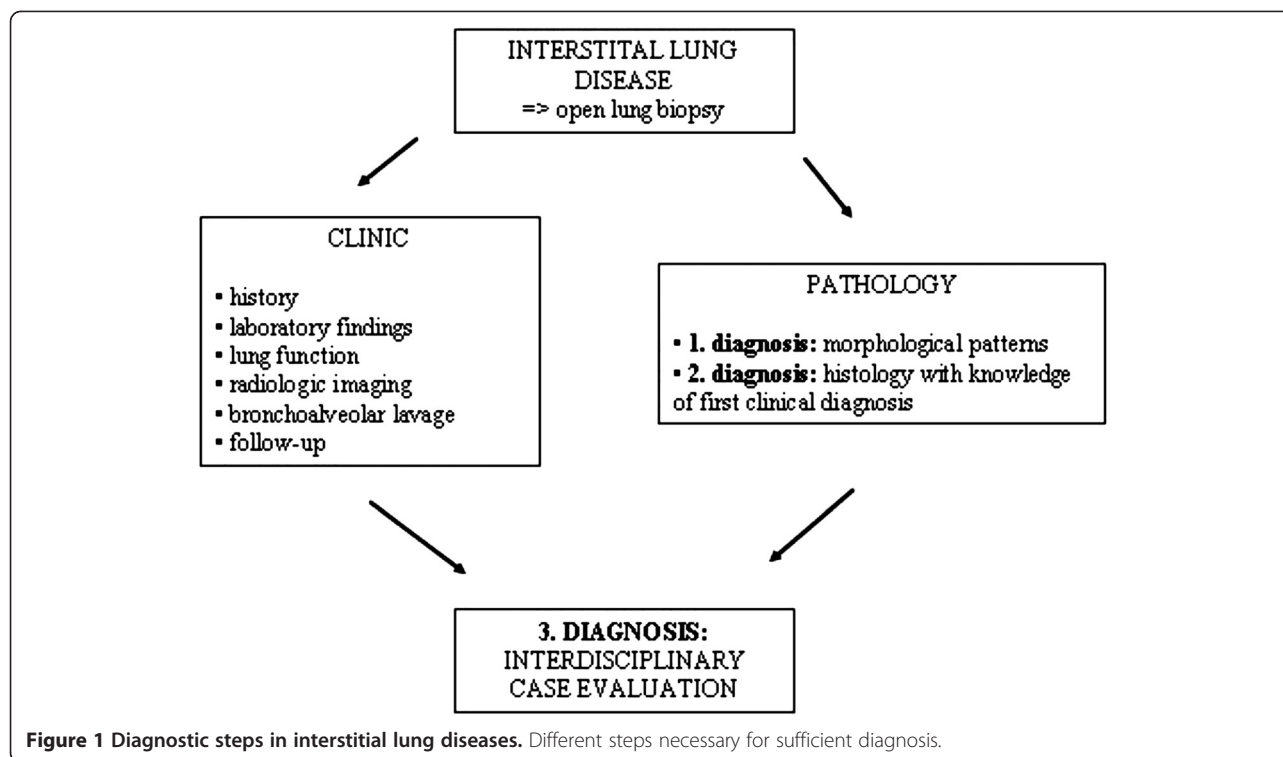 INTERSTITAL LUNG
DISEASE
=> open lung biopsy
CLINIC
▪ history
▪ laboratory findings
▪ lung function
▪ radiologic imaging
▪ bronchoalveolar lavage
▪ follow-up
PATHOLOGY
▪ 1. diagnosis: morphological patterns
▪ 2. diagnosis: histology with knowledge
of first clinical diagnosis
3. DIAGNOSIS:
INTERDISCIPLINARY
CASE EVALUATION
Figure 1 Diagnostic steps in interstitial lung diseases. Different steps necessary for sufficient diagnosis.